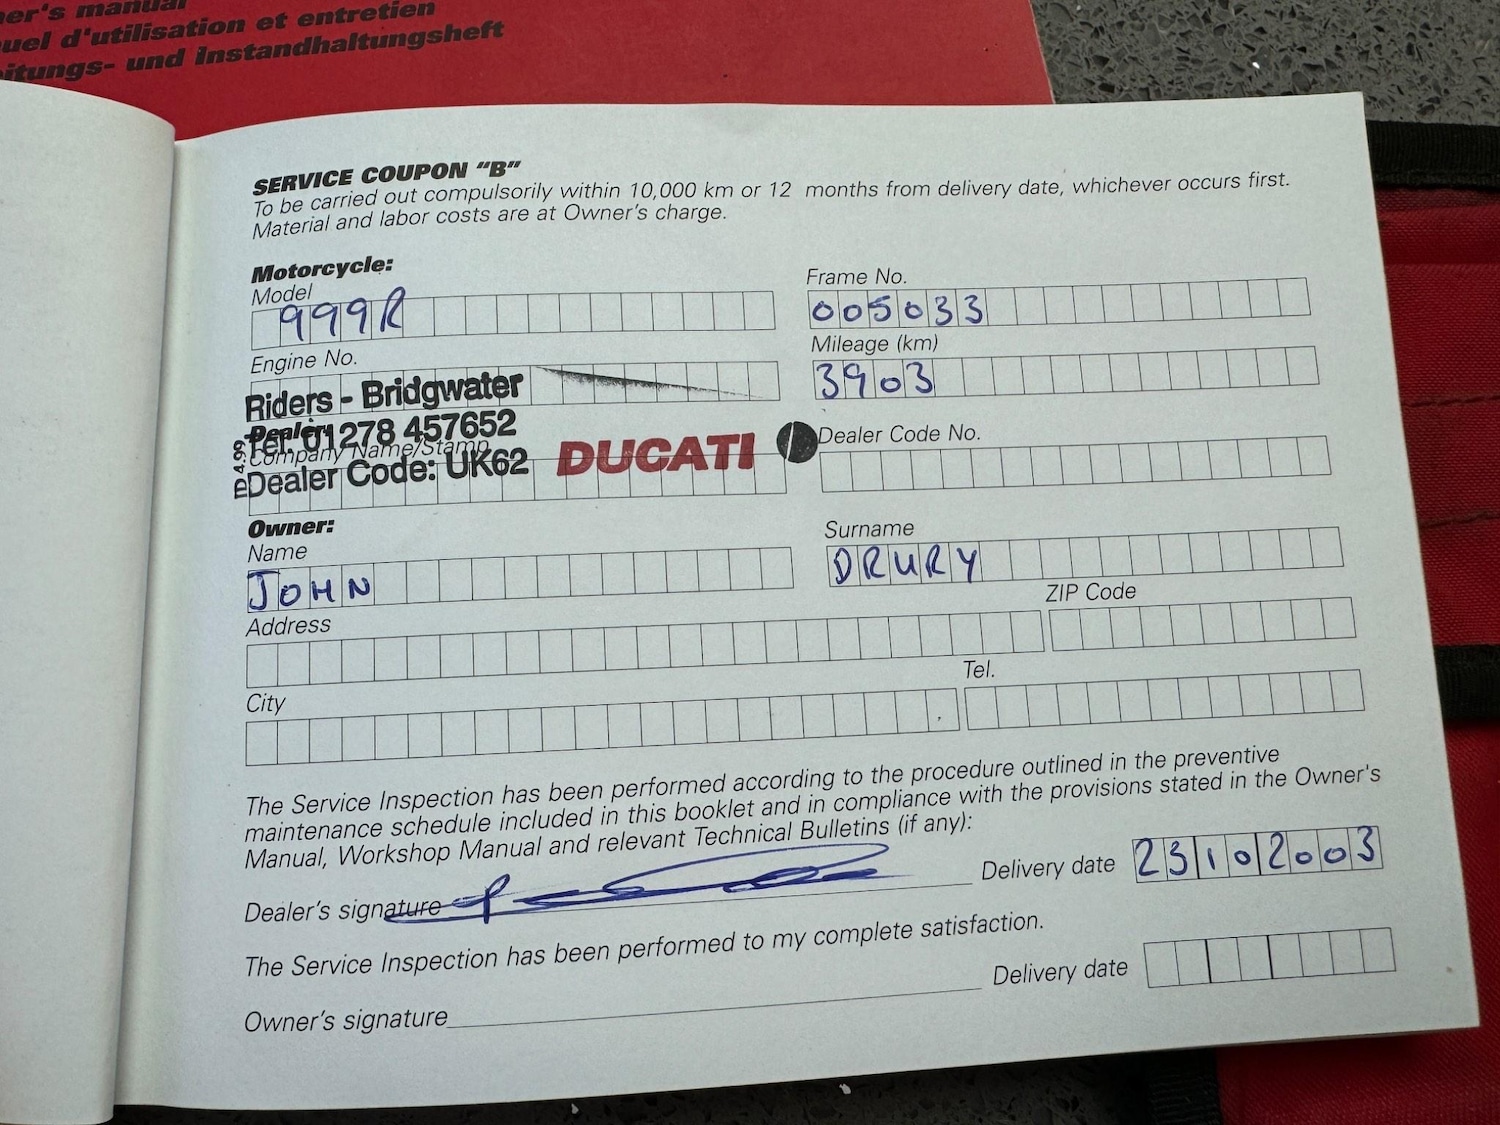 er's manual
uel d'utilisation et entretien
itungs- und Instandhaltungsheft
SERVICE COUPON "B"
To be carried out compulsorily within 10,000 km or 12 months from delivery date, whichever occurs first.
Material and labor costs are at Owner's charge.
Motorcycle:
Model
999R
Frame No.
005033
Engine No.
Mileage (km)
3903
Riders - Bridgwater
Dealer:
Tel: 01278 457652
Company Name/Stamp
Dealer Code: UK62
ID 4.99
DUCATI
Dealer Code No.
Owner:
Name
JOHN
Surname
DRURY
Address
ZIP Code
City
Tel.
The Service Inspection has been performed according to the procedure outlined in the preventive
maintenance schedule included in this booklet and in compliance with the provisions stated in the Owner's
Manual, Workshop Manual and relevant Technical Bulletins (if any):
Dealer's signature
Delivery date 23102003
The Service Inspection has been performed to my complete satisfaction.
Owner's signature
Delivery date